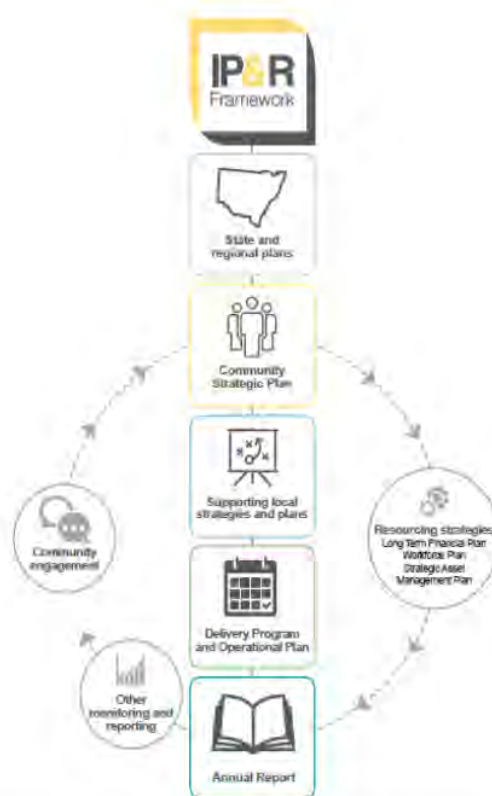 IP&R
Framework
State and
regional plans
Community
Strategic Plan
Supporting local
strategies and plans
Community
engagement
Resourcing strategies
Long Term Financial Plan
Workforce Plan
Strategic Asset
Management Plan
Delivery Program
and Operational Plan
Other
monitoring and
reporting
Annual Report